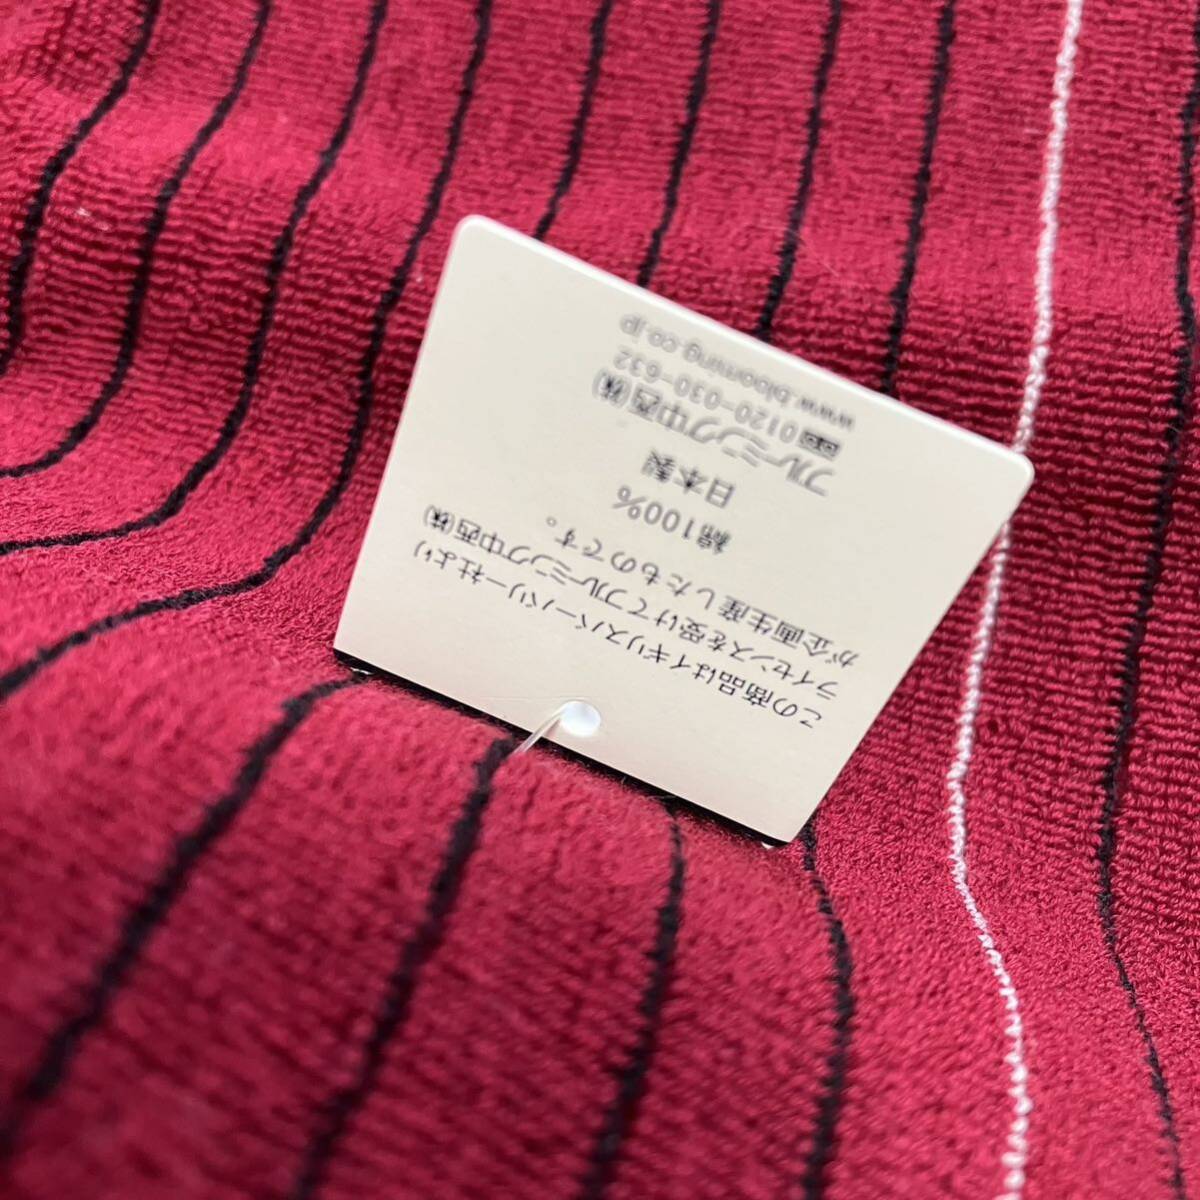 この商品はイギリスバーバリー社より
ライセンスを受けてブルーミング中西㈱
が企画生産したものです。
綿100%
日本製
ブルーミング中西㈱
0120-030-632
www.blooming.co.jp